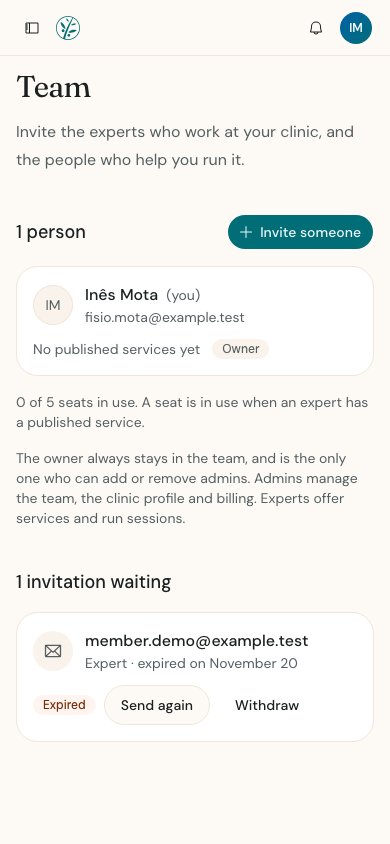 IM
Team
Invite the experts who work at your clinic, and
the people who help you run it.
1 person
Invite someone
IM
Inês Mota (you)
fisio.mota@example.test
No published services yet
Owner
0 of 5 seats in use. A seat is in use when an expert has
a published service.
The owner always stays in the team, and is the only
one who can add or remove admins. Admins manage
the team, the clinic profile and billing. Experts offer
services and run sessions.
1 invitation waiting
member.demo@example.test
Expert · expired on November 20
Expired
Send again
Withdraw